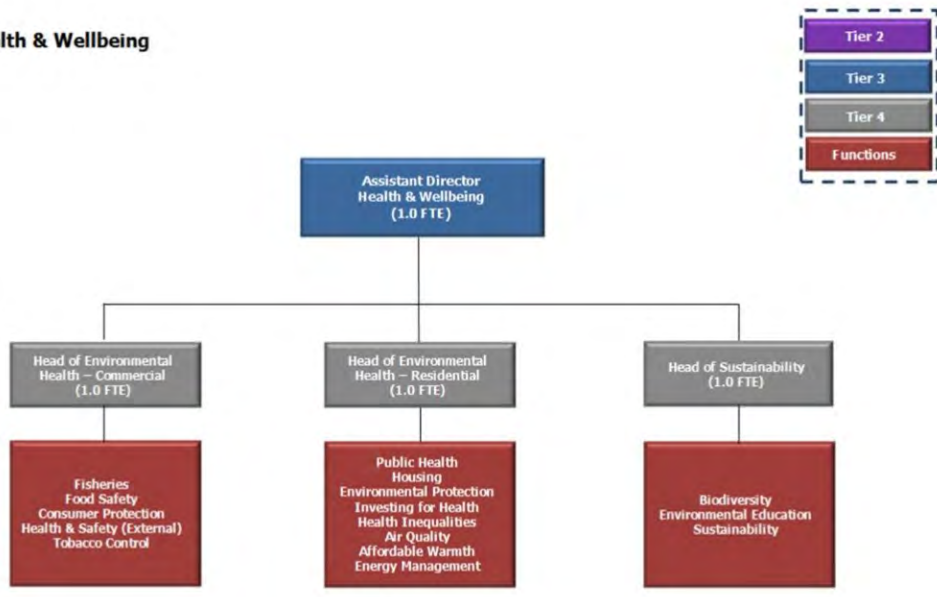 lth & Wellbeing
Tier 2
Tier 3
Tier 4
Functions
Assistant Director
Health & Wellbeing
(1.0 FTE)
Head of Environmental
Health – Commercial
(1.0 FTE)
Head of Environmental
Health – Residential
(1.0 FTE)
Head of Sustainability
(1.0 FTE)
Fisheries
Food Safety
Consumer Protection
Health & Safety (External)
Tobacco Control
Public Health
Housing
Environmental Protection
Investing for Health
Health Inequalities
Air Quality
Affordable Warmth
Energy Management
Biodiversity
Environmental Education
Sustainability